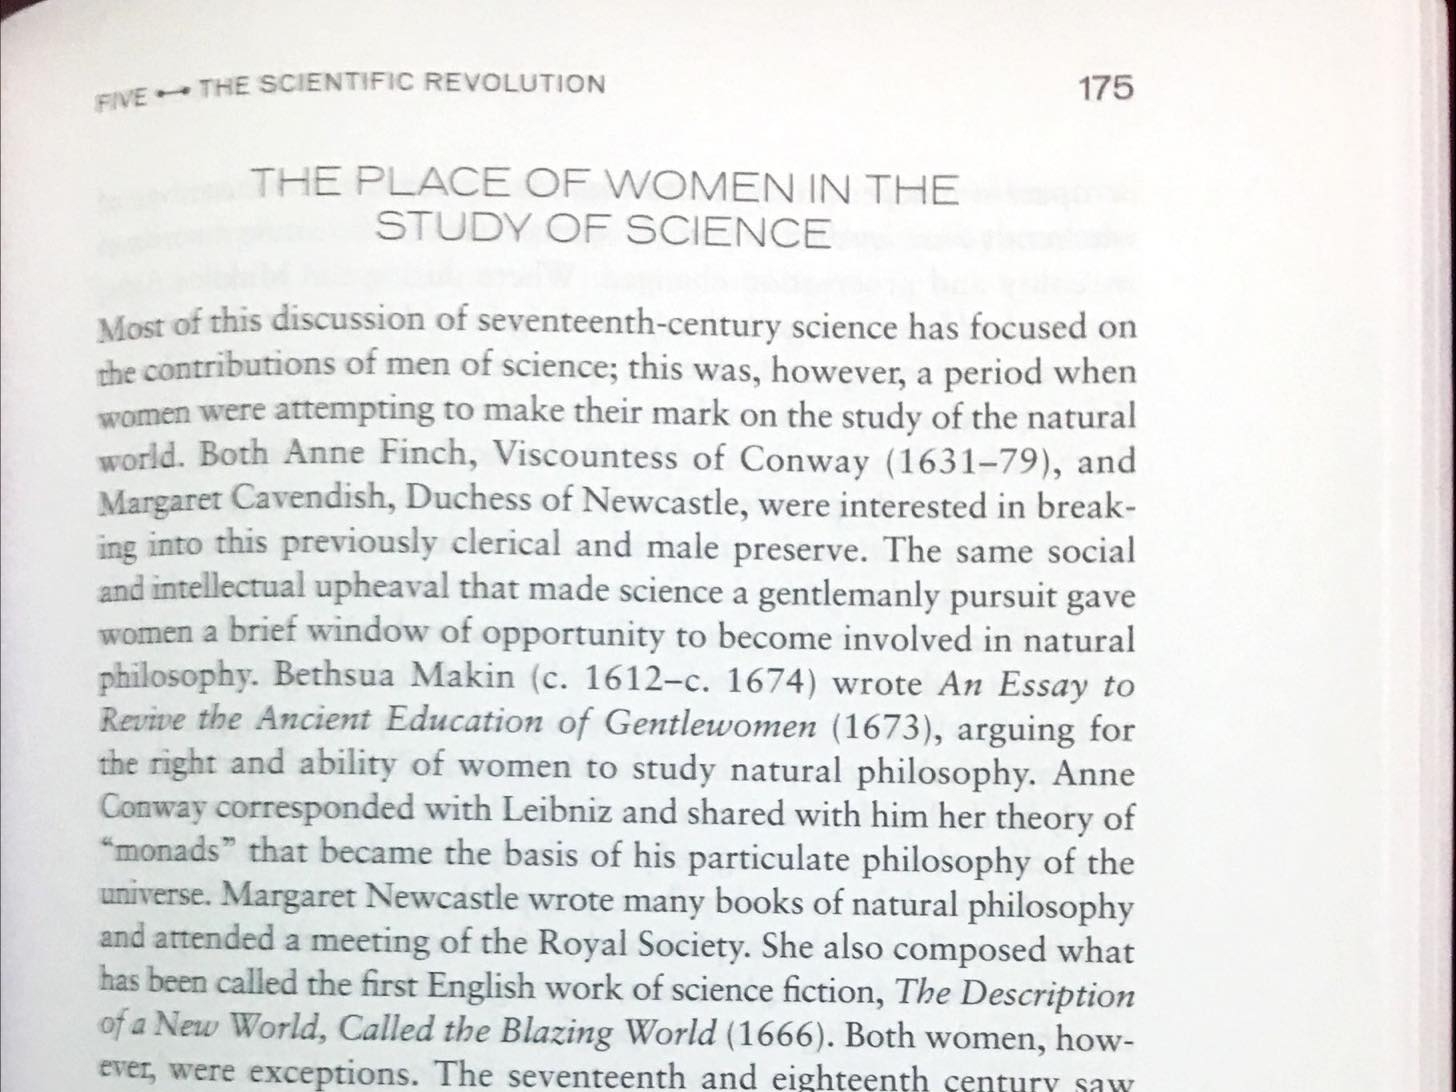 FIVE ⊷ THE SCIENTIFIC REVOLUTION 175
THE PLACE OF WOMEN IN THE
STUDY OF SCIENCE
Most of this discussion of seventeenth-century science has focused on
the contributions of men of science; this was, however, a period when
women were attempting to make their mark on the study of the natural
world. Both Anne Finch, Viscountess of Conway (1631–79), and
Margaret Cavendish, Duchess of Newcastle, were interested in break-
ing into this previously clerical and male preserve. The same social
and intellectual upheaval that made science a gentlemanly pursuit gave
women a brief window of opportunity to become involved in natural
philosophy. Bethsua Makin (c. 1612–c. 1674) wrote An Essay to
Revive the Ancient Education of Gentlewomen (1673), arguing for
the right and ability of women to study natural philosophy. Anne
Conway corresponded with Leibniz and shared with him her theory of
“monads” that became the basis of his particulate philosophy of the
universe. Margaret Newcastle wrote many books of natural philosophy
and attended a meeting of the Royal Society. She also composed what
has been called the first English work of science fiction, The Description
of a New World, Called the Blazing World (1666). Both women, how-
ever, were exceptions. The seventeenth and eighteenth century saw